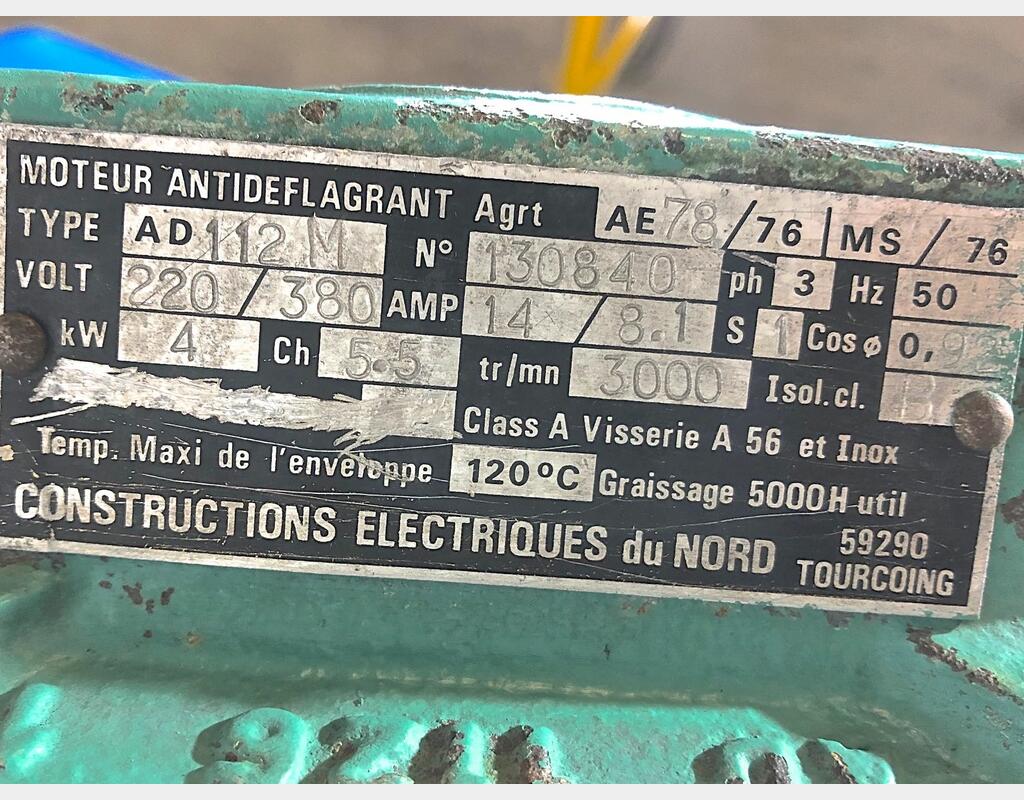 MOTEUR ANTIDEFLAGRANT Agrt AE 78/76 MS / 76
TYPE AD 112 M N° 130840 ph 3 Hz 50
VOLT 220 / 380 AMP 14 / 8.1 S 1 Cos ø 0,92
kW 4 Ch 5.5 tr/mn 3000 Isol.cl.
Class A Visserie A 56 et Inox
Temp. Maxi de l'enveloppe 120°C Graissage 5000H util
CONSTRUCTIONS ELECTRIQUES du NORD 59290 TOURCOING